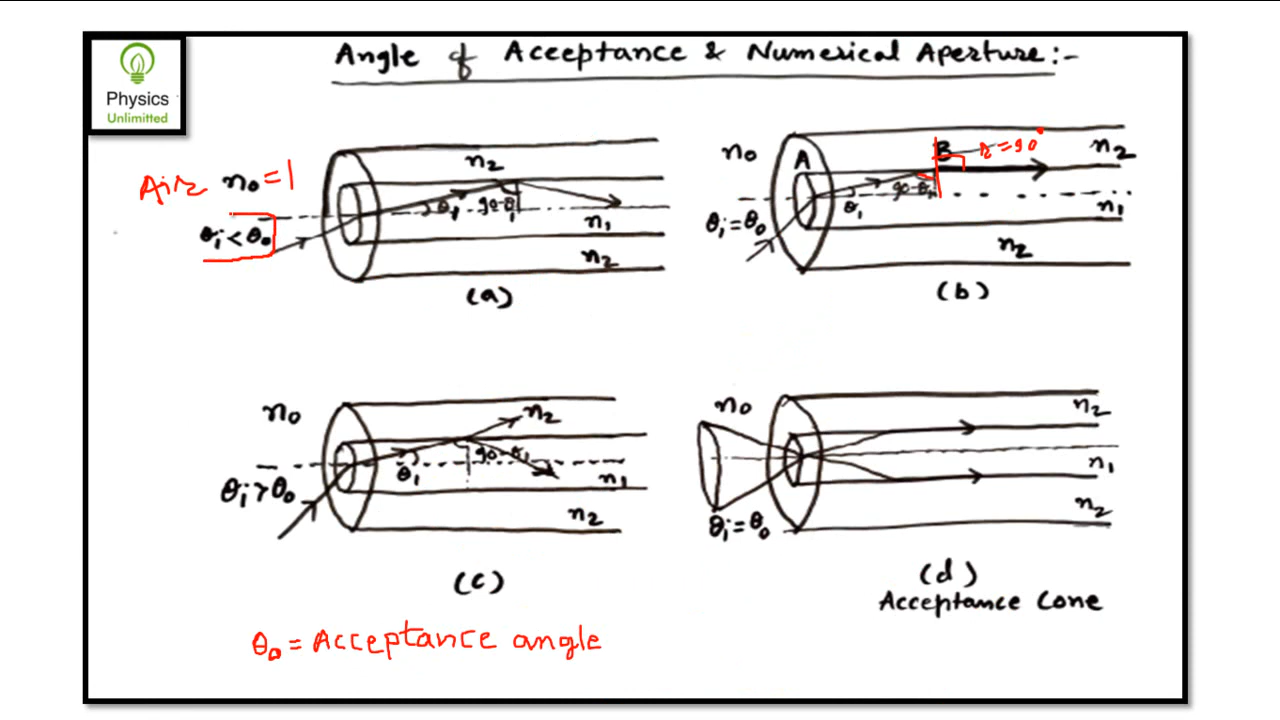 Angle of Acceptance & Numerical Aperture:-
Physics
Unlimitted
Air n₀ = 1
θi < θ₀
n₂
θ₁ 90-θ₁
n₁
n₂
(a)
n₀
A
B
r = 90°
n₂
θi = θ₀
θ₁
90-θ₁
n₁
n₂
(b)
n₀
n₂
θi > θ₀
θ₁
90-θ₁
n₁
n₂
(c)
n₀
n₂
n₁
θi = θ₀
n₂
(d)
Acceptance Cone
θ₀ = Acceptance angle